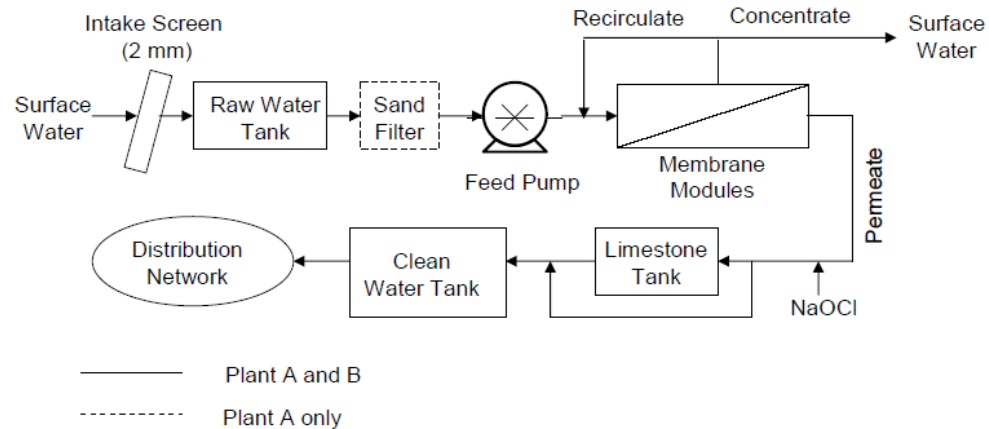 Recirculate
Concentrate
Surface
Water
Intake Screen
(2 mm)
Surface
Water
Raw Water
Tank
Sand
Filter
Feed Pump
Membrane
Modules
Permeate
Distribution
Network
Clean
Water Tank
Limestone
Tank
NaOCl
Plant A and B
Plant A only